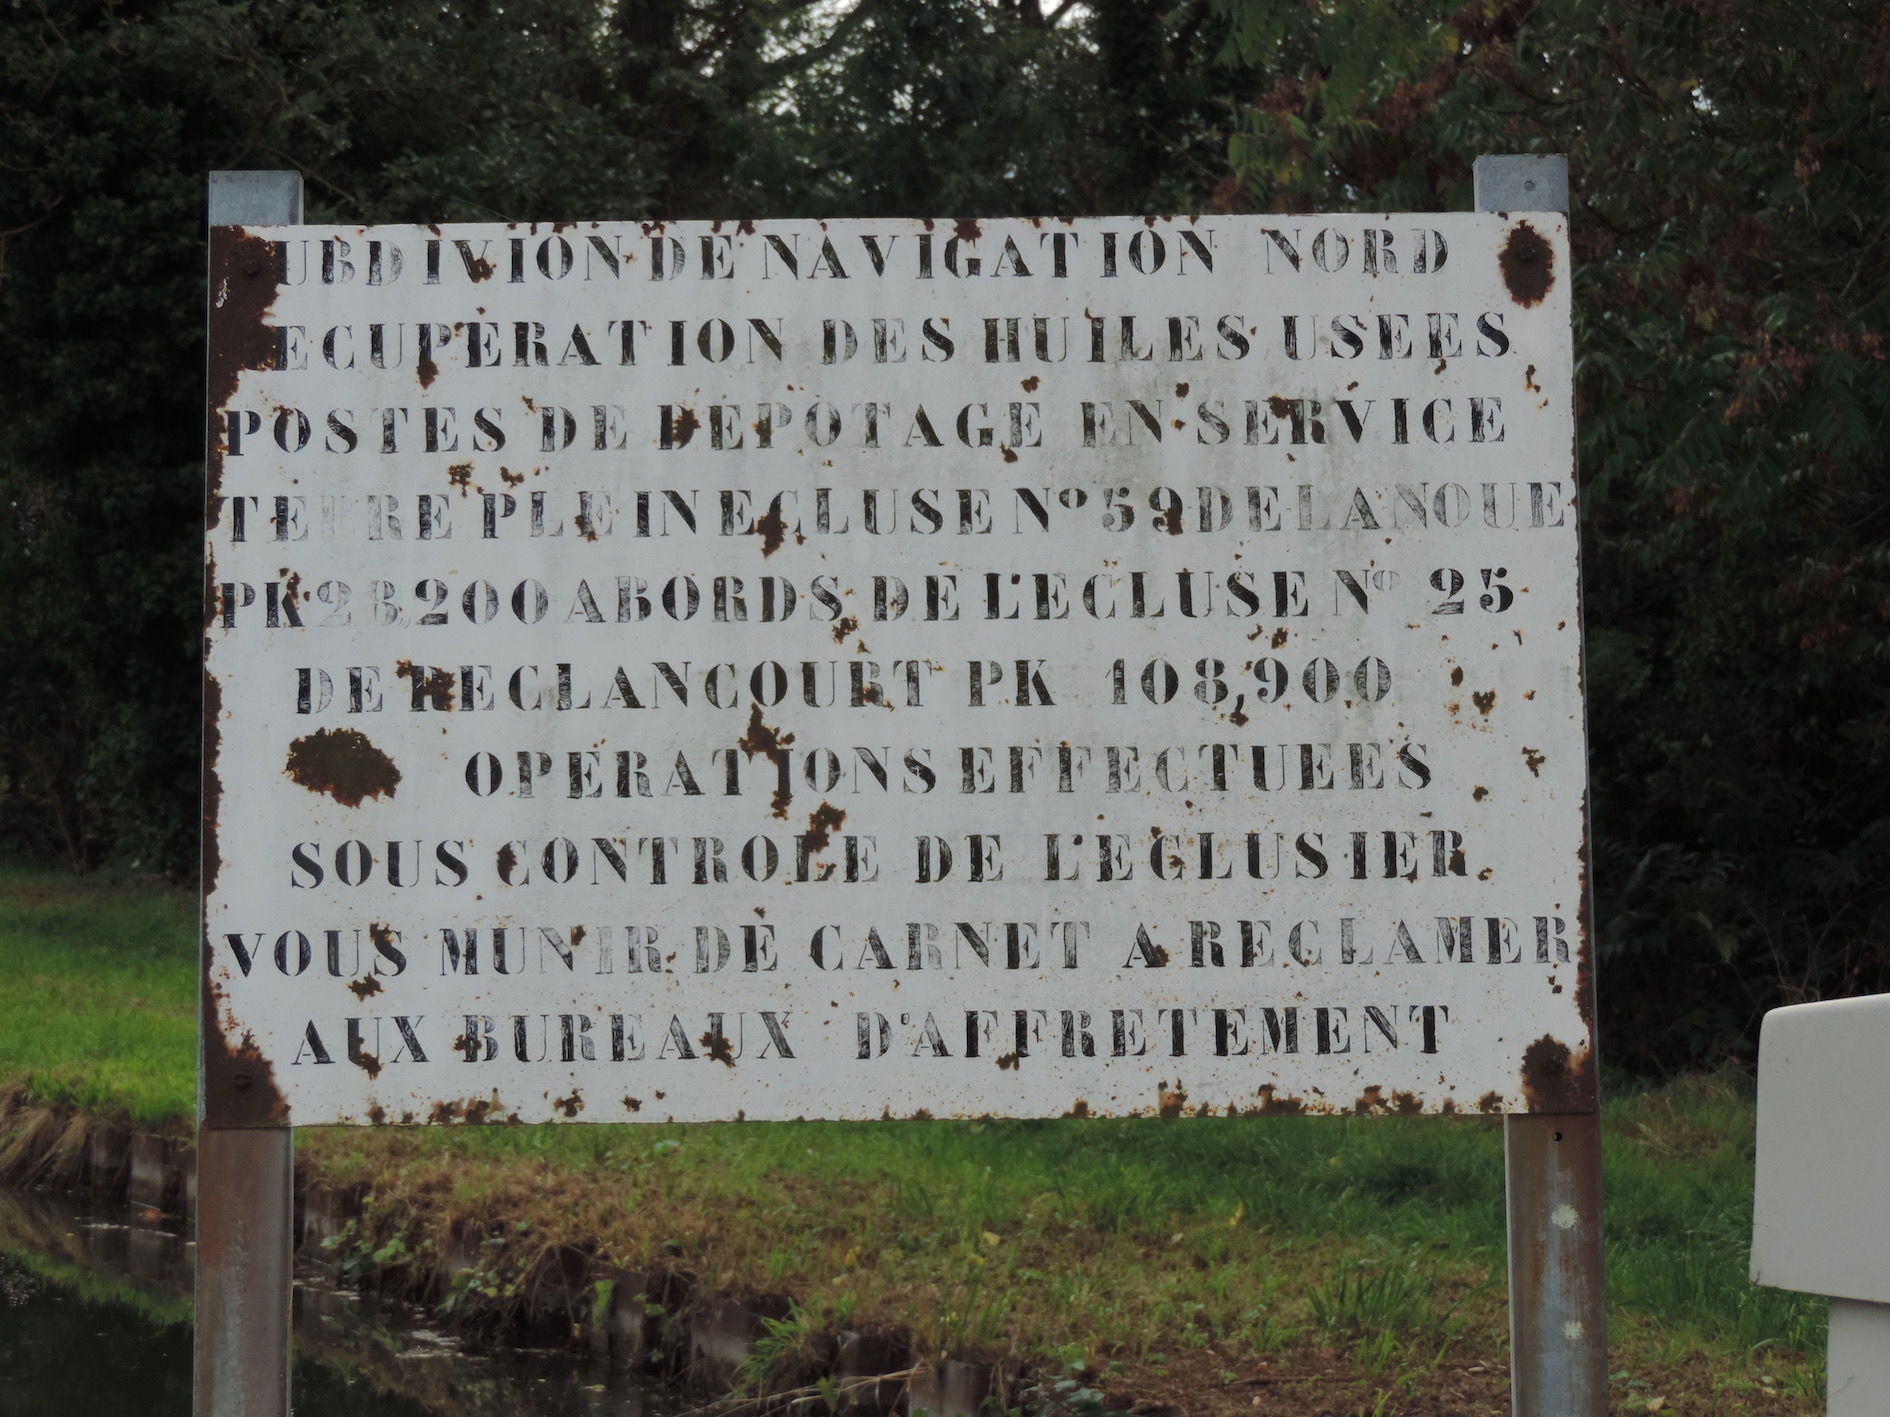 UBDIVION DE NAVIGATION NORD
ECUPERATION DES HUILES USEES
POSTES DE DEPOTAGE EN SERVICE
TERRE PLEIN ECLUSE Nº 59 DE LANOUE
PK 28,200 ABORDS DE L'ECLUSE Nº 25
DE RECLANCOURT PK 108,900
OPERATIONS EFFECTUEES
SOUS CONTROLE DE L'ECLUSIER
VOUS MUNIR DE CARNET A RECLAMER
AUX BUREAUX D'AFFRETEMENT